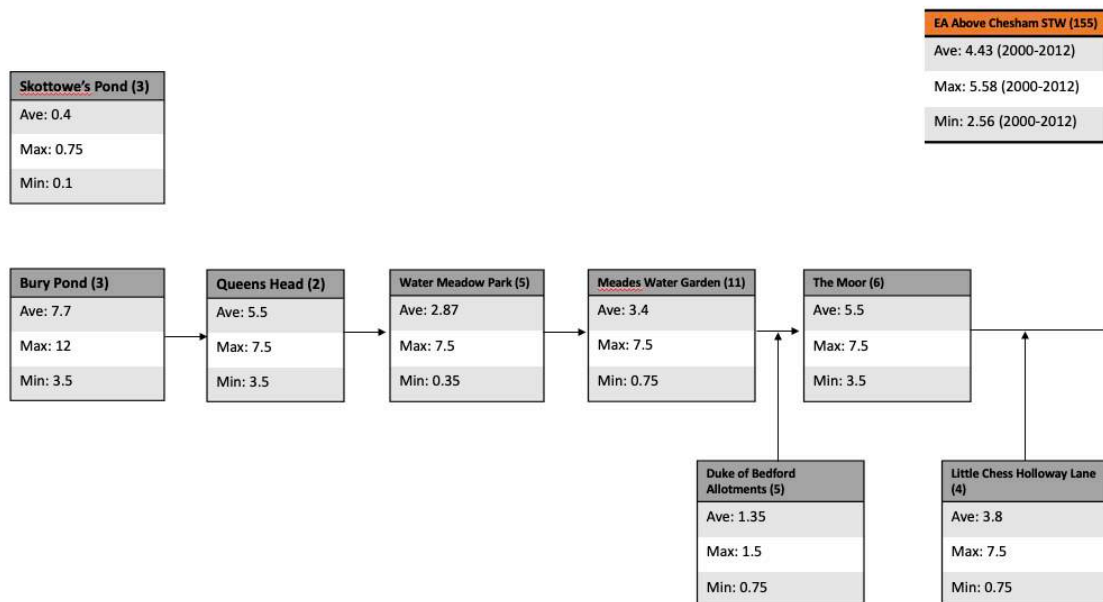 EA Above Chesham STW (155)
Ave: 4.43 (2000-2012)
Max: 5.58 (2000-2012)
Min: 2.56 (2000-2012)
Skottowe's Pond (3)
Ave: 0.4
Max: 0.75
Min: 0.1
Bury Pond (3)
Ave: 7.7
Max: 12
Min: 3.5
Queens Head (2)
Ave: 5.5
Max: 7.5
Min: 3.5
Water Meadow Park (5)
Ave: 2.87
Max: 7.5
Min: 0.35
Meades Water Garden (11)
Ave: 3.4
Max: 7.5
Min: 0.75
The Moor (6)
Ave: 5.5
Max: 7.5
Min: 3.5
Duke of Bedford
Allotments (5)
Ave: 1.35
Max: 1.5
Min: 0.75
Little Chess Holloway Lane
(4)
Ave: 3.8
Max: 7.5
Min: 0.75